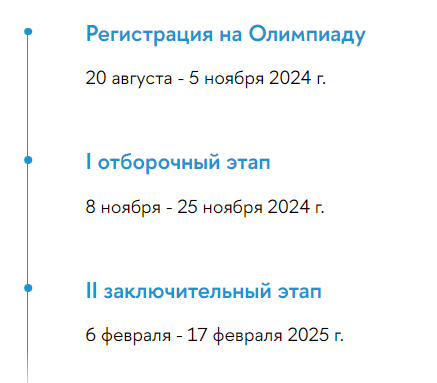 Регистрация на Олимпиаду
20 августа - 5 ноября 2024 г.
I отборочный этап
8 ноября - 25 ноября 2024 г.
II заключительный этап
6 февраля - 17 февраля 2025 г.